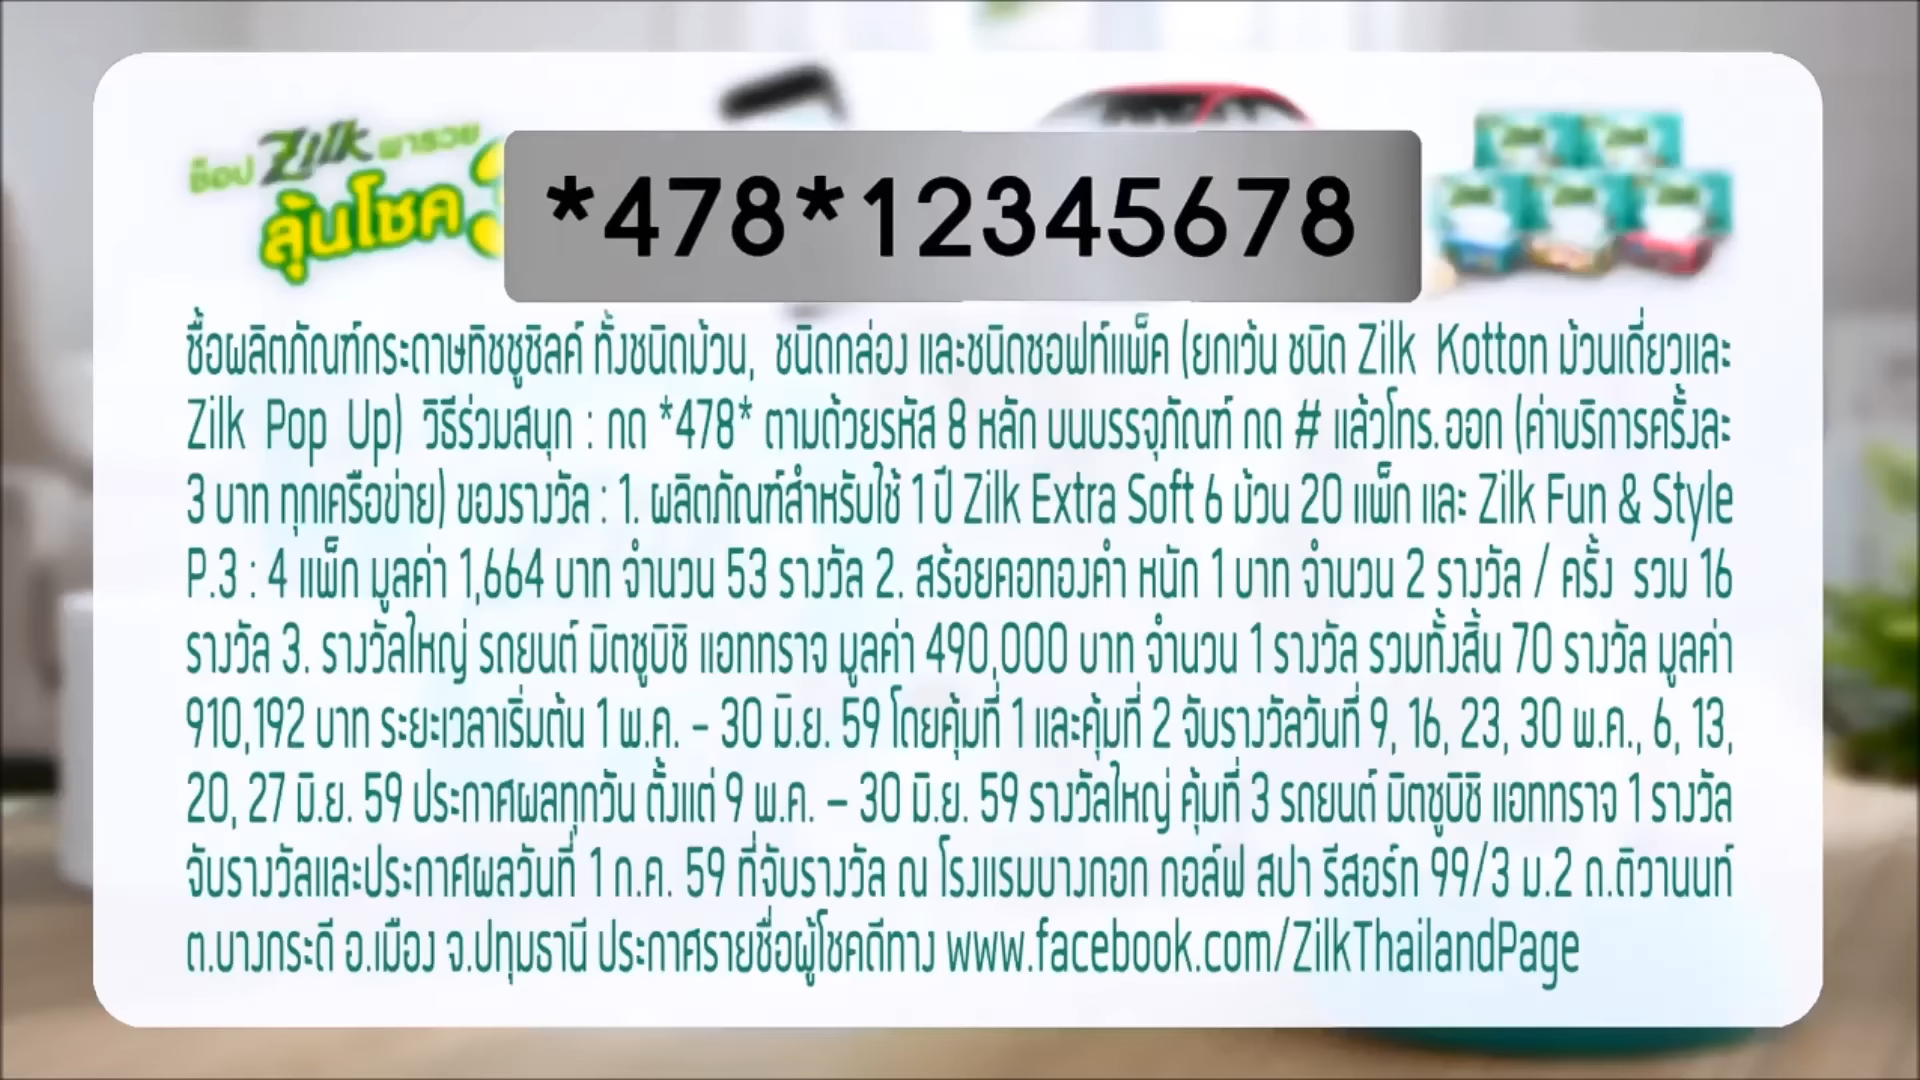 ช็อป Zilk พารวย
ลุ้นโชค 3
*478*12345678
ซื้อผลิตภัณฑ์กระดาษทิชชูซิลค์ ทั้งชนิดม้วน, ชนิดกล่อง และชนิดซอฟท์แพ็ค (ยกเว้น ชนิด Zilk Kotton ม้วนเดี่ยวและ
Zilk Pop Up) วิธีร่วมสนุก : กด *478* ตามด้วยรหัส 8 หลัก บนบรรจุภัณฑ์ กด # แล้วโทร.ออก (ค่าบริการครั้งละ
3 บาท ทุกเครือข่าย) ของรางวัล : 1. ผลิตภัณฑ์สำหรับใช้ 1 ปี Zilk Extra Soft 6 ม้วน 20 แพ็ก และ Zilk Fun & Style
P.3 : 4 แพ็ก มูลค่า 1,664 บาท จำนวน 53 รางวัล 2. สร้อยคอทองคำ หนัก 1 บาท จำนวน 2 รางวัล / ครั้ง รวม 16
รางวัล 3. รางวัลใหญ่ รถยนต์ มิตซูบิชิ แอททราจ มูลค่า 490,000 บาท จำนวน 1 รางวัล รวมทั้งสิ้น 70 รางวัล มูลค่า
910,192 บาท ระยะเวลาเริ่มต้น 1 พ.ค. - 30 มิ.ย. 59 โดยคุ้มที่ 1 และคุ้มที่ 2 จับรางวัลวันที่ 9, 16, 23, 30 พ.ค., 6, 13,
20, 27 มิ.ย. 59 ประกาศผลทุกวัน ตั้งแต่ 9 พ.ค. – 30 มิ.ย. 59 รางวัลใหญ่ คุ้มที่ 3 รถยนต์ มิตซูบิชิ แอททราจ 1 รางวัล
จับรางวัลและประกาศผลวันที่ 1 ก.ค. 59 ที่จับรางวัล ณ โรงแรมบางกอก กอล์ฟ สปา รีสอร์ท 99/3 ม.2 ถ.ติวานนท์
ต.บางกระดี อ.เมือง จ.ปทุมธานี ประกาศรายชื่อผู้โชคดีทาง www.facebook.com/ZilkThailandPage